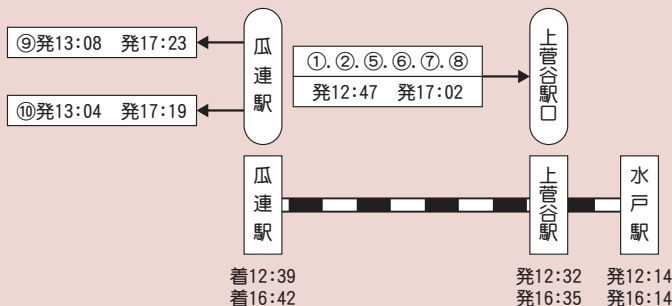 ⑨発13:08 発17:23
⑩発13:04 発17:19
瓜連駅
①.②.⑤.⑥.⑦.⑧
発12:47 発17:02
上菅谷駅口
瓜連駅
上菅谷駅
水戸駅
着12:39
着16:42
発12:32
発16:35
発12:14
発16:14